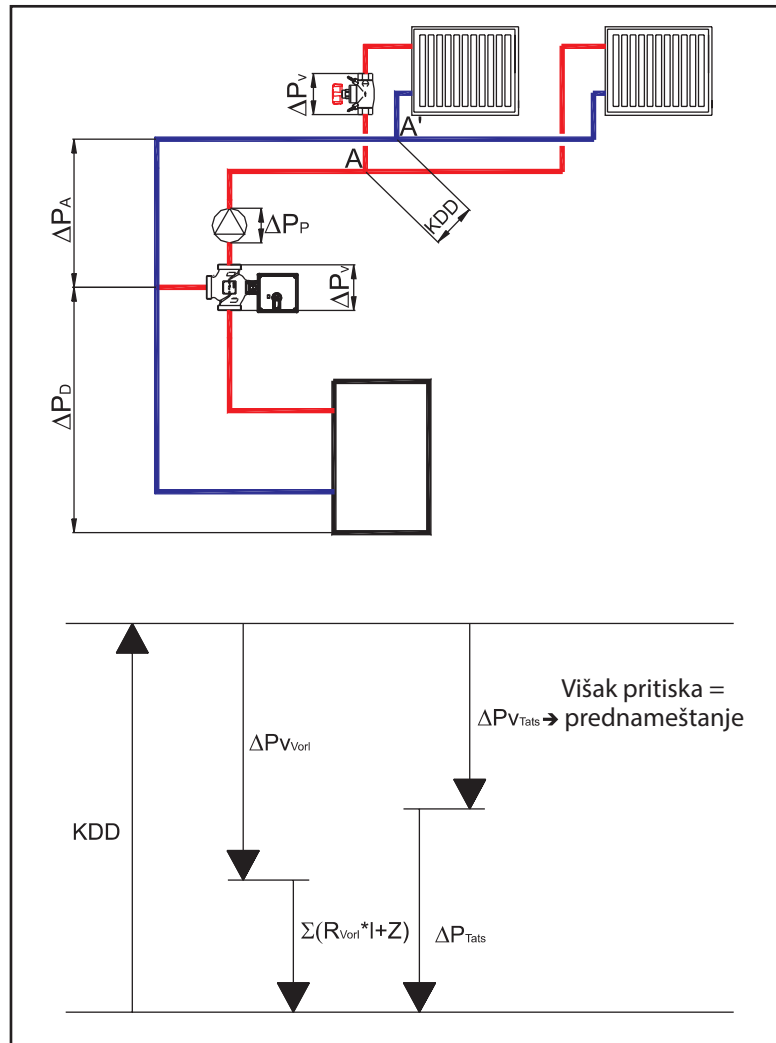 ΔPv
A'
A
KDD
ΔPA
ΔPP
ΔPv
ΔPD
Višak pritiska =
ΔPvTats ➔ prednameštanje
ΔPvVorl
KDD
Σ(RVorl*l+Z)
ΔPTats